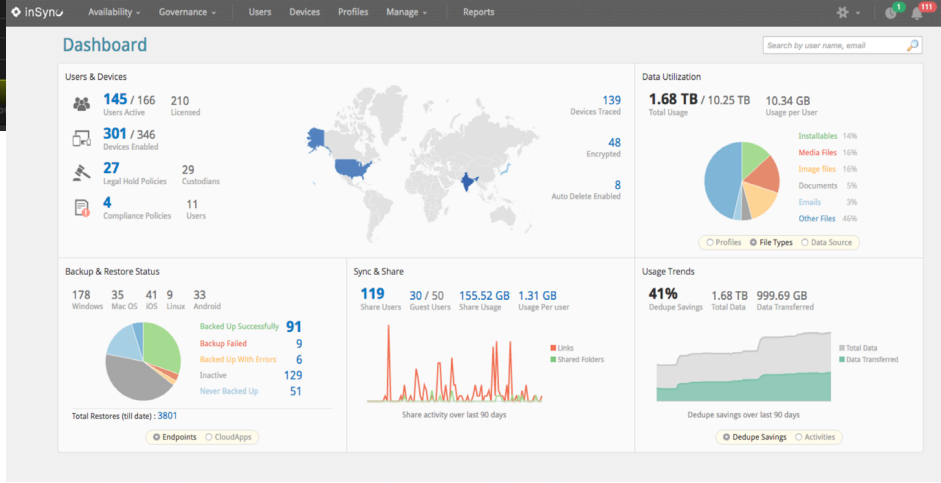 inSync Availability Governance Users Devices Profiles Manage Reports 1 111
Dashboard
Search by user name, email
Users & Devices
145 / 166
Users Active
210
Licensed
301 / 346
Devices Enabled
27
Legal Hold Policies
29
Custodians
4
Compliance Policies
11
Users
139
Devices Traced
48
Encrypted
8
Auto Delete Enabled
Data Utilization
1.68 TB / 10.25 TB
Total Usage
10.34 GB
Usage per User
Installables 14%
Media Files 16%
Image files 16%
Documents 5%
Emails 3%
Other Files 46%
Profiles File Types Data Source
Backup & Restore Status
178
Windows
35
Mac OS
41
iOS
9
Linux
33
Android
Backed Up Successfully 91
Backup Failed 9
Backed Up With Errors 6
Inactive 129
Never Backed Up 51
Total Restores (till date) : 3801
Endpoints CloudApps
Sync & Share
119
Share Users
30 / 50
Guest Users
155.52 GB
Share Usage
1.31 GB
Usage Per user
Links
Shared Folders
Share activity over last 90 days
Usage Trends
41%
Dedupe Savings
1.68 TB
Total Data
999.69 GB
Data Transferred
Total Data
Data Transferred
Dedupe savings over last 90 days
Dedupe Savings Activities